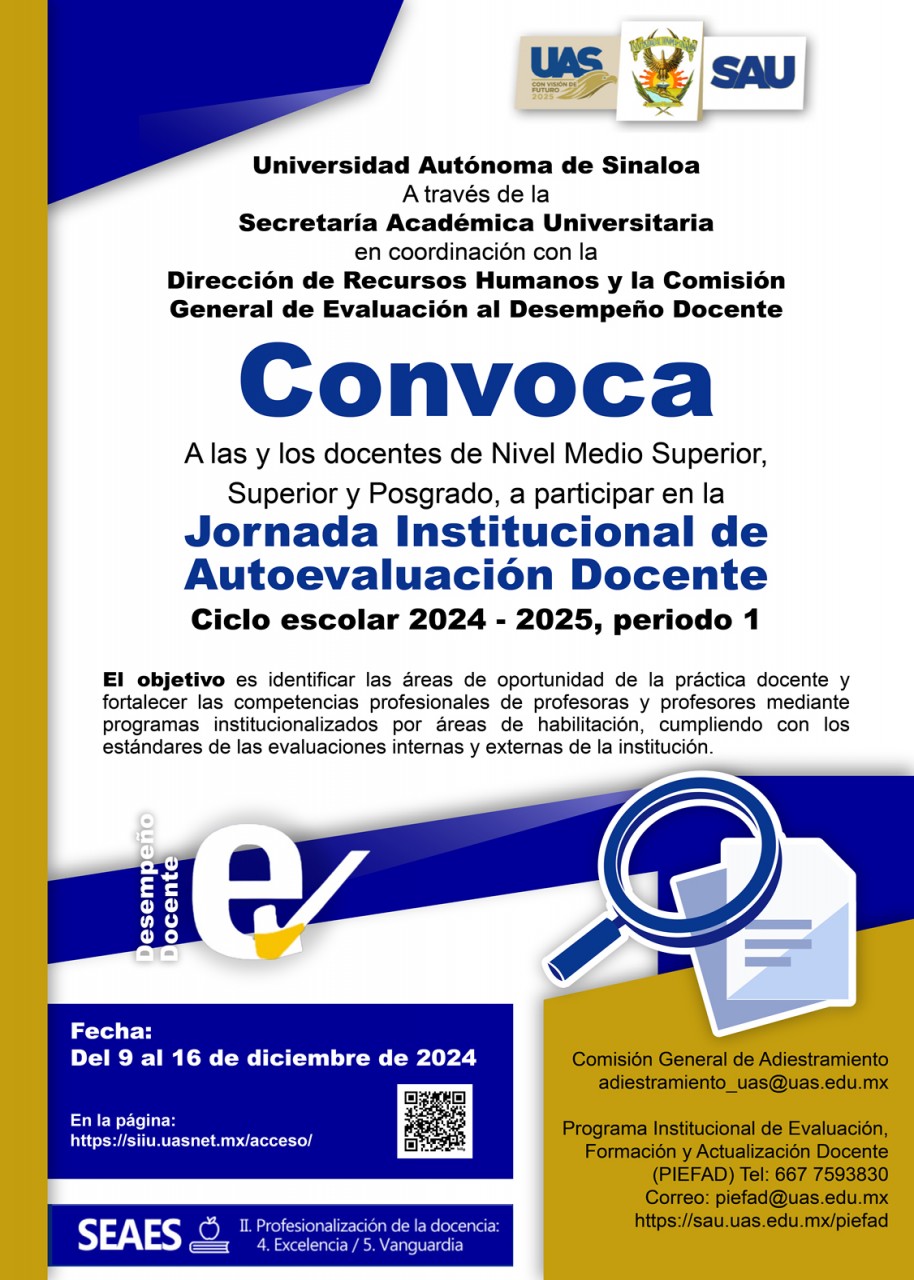 UAS
CON VISIÓN DE
FUTURO
2025
SAU
Universidad Autónoma de Sinaloa
A través de la
Secretaría Académica Universitaria
en coordinación con la
Dirección de Recursos Humanos y la Comisión
General de Evaluación al Desempeño Docente
Convoca
A las y los docentes de Nivel Medio Superior,
Superior y Posgrado, a participar en la
Jornada Institucional de
Autoevaluación Docente
Ciclo escolar 2024 - 2025, periodo 1
El objetivo es identificar las áreas de oportunidad de la práctica docente y
fortalecer las competencias profesionales de profesoras y profesores mediante
programas institucionalizados por áreas de habilitación, cumpliendo con los
estándares de las evaluaciones internas y externas de la institución.
Desempeño
Docente
e
Fecha:
Del 9 al 16 de diciembre de 2024
En la página:
https://siiu.uasnet.mx/acceso/
SEAES
II. Profesionalización de la docencia:
4. Excelencia / 5. Vanguardia
Comisión General de Adiestramiento
adiestramiento_uas@uas.edu.mx
Programa Institucional de Evaluación,
Formación y Actualización Docente
(PIEFAD) Tel: 667 7593830
Correo: piefad@uas.edu.mx
https://sau.uas.edu.mx/piefad